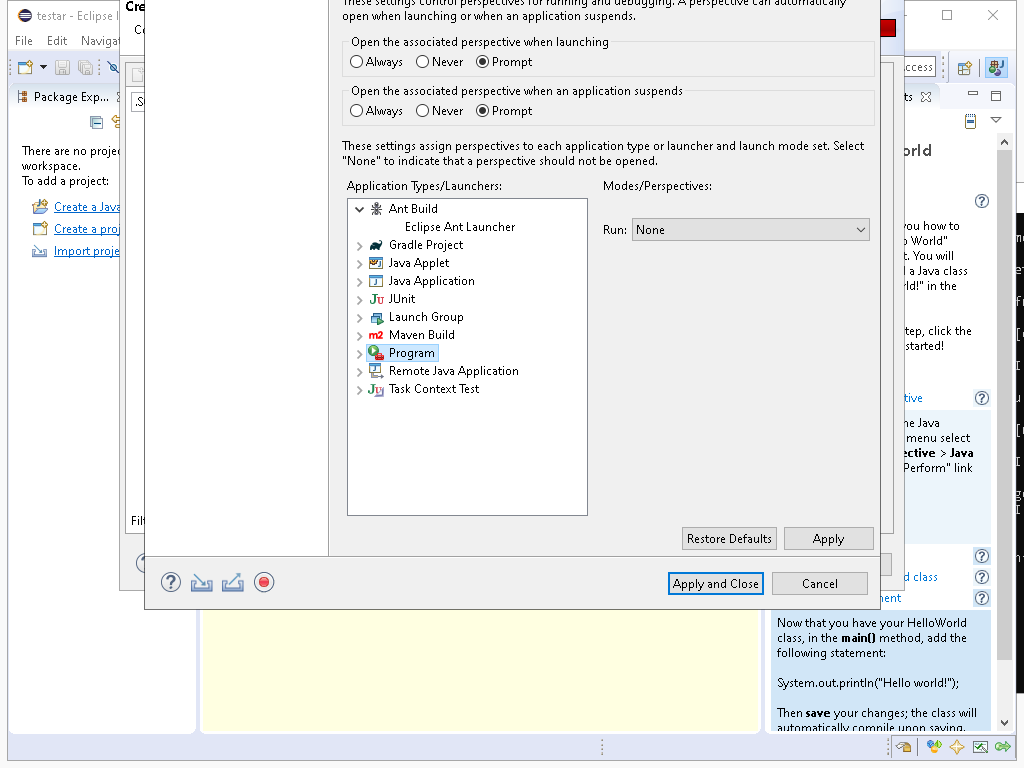 testar - Eclipse I
Cre
These settings control perspectives for running and debugging. A perspective can automatically
open when launching or when an application suspends.
File Edit Navigat
Open the associated perspective when launching
Always Never Prompt
ccess
Open the associated perspective when an application suspends
Always Never Prompt
Package Exp...
ts
These settings assign perspectives to each application type or launcher and launch mode set. Select
"None" to indicate that a perspective should not be opened.
There are no proje
workspace.
To add a project:
Create a Java
Create a proj
Import proje
Application Types/Launchers:
Modes/Perspectives:
Ant Build
Eclipse Ant Launcher
Gradle Project
Java Applet
Java Application
JUnit
Launch Group
Maven Build
Program
Remote Java Application
Task Context Test
Run: None
orld
you how to
o World"
t. You will
d a Java class
rld!" in the
tep, click the
started!
tive
he Java
menu select
ective > Java
Perform" link
Filt
Restore Defaults Apply
Apply and Close Cancel
d class
ment
Now that you have your HelloWorld
class, in the main() method, add the
following statement:
System.out.println("Hello world!");
Then save your changes; the class will
automatically compile upon saving.